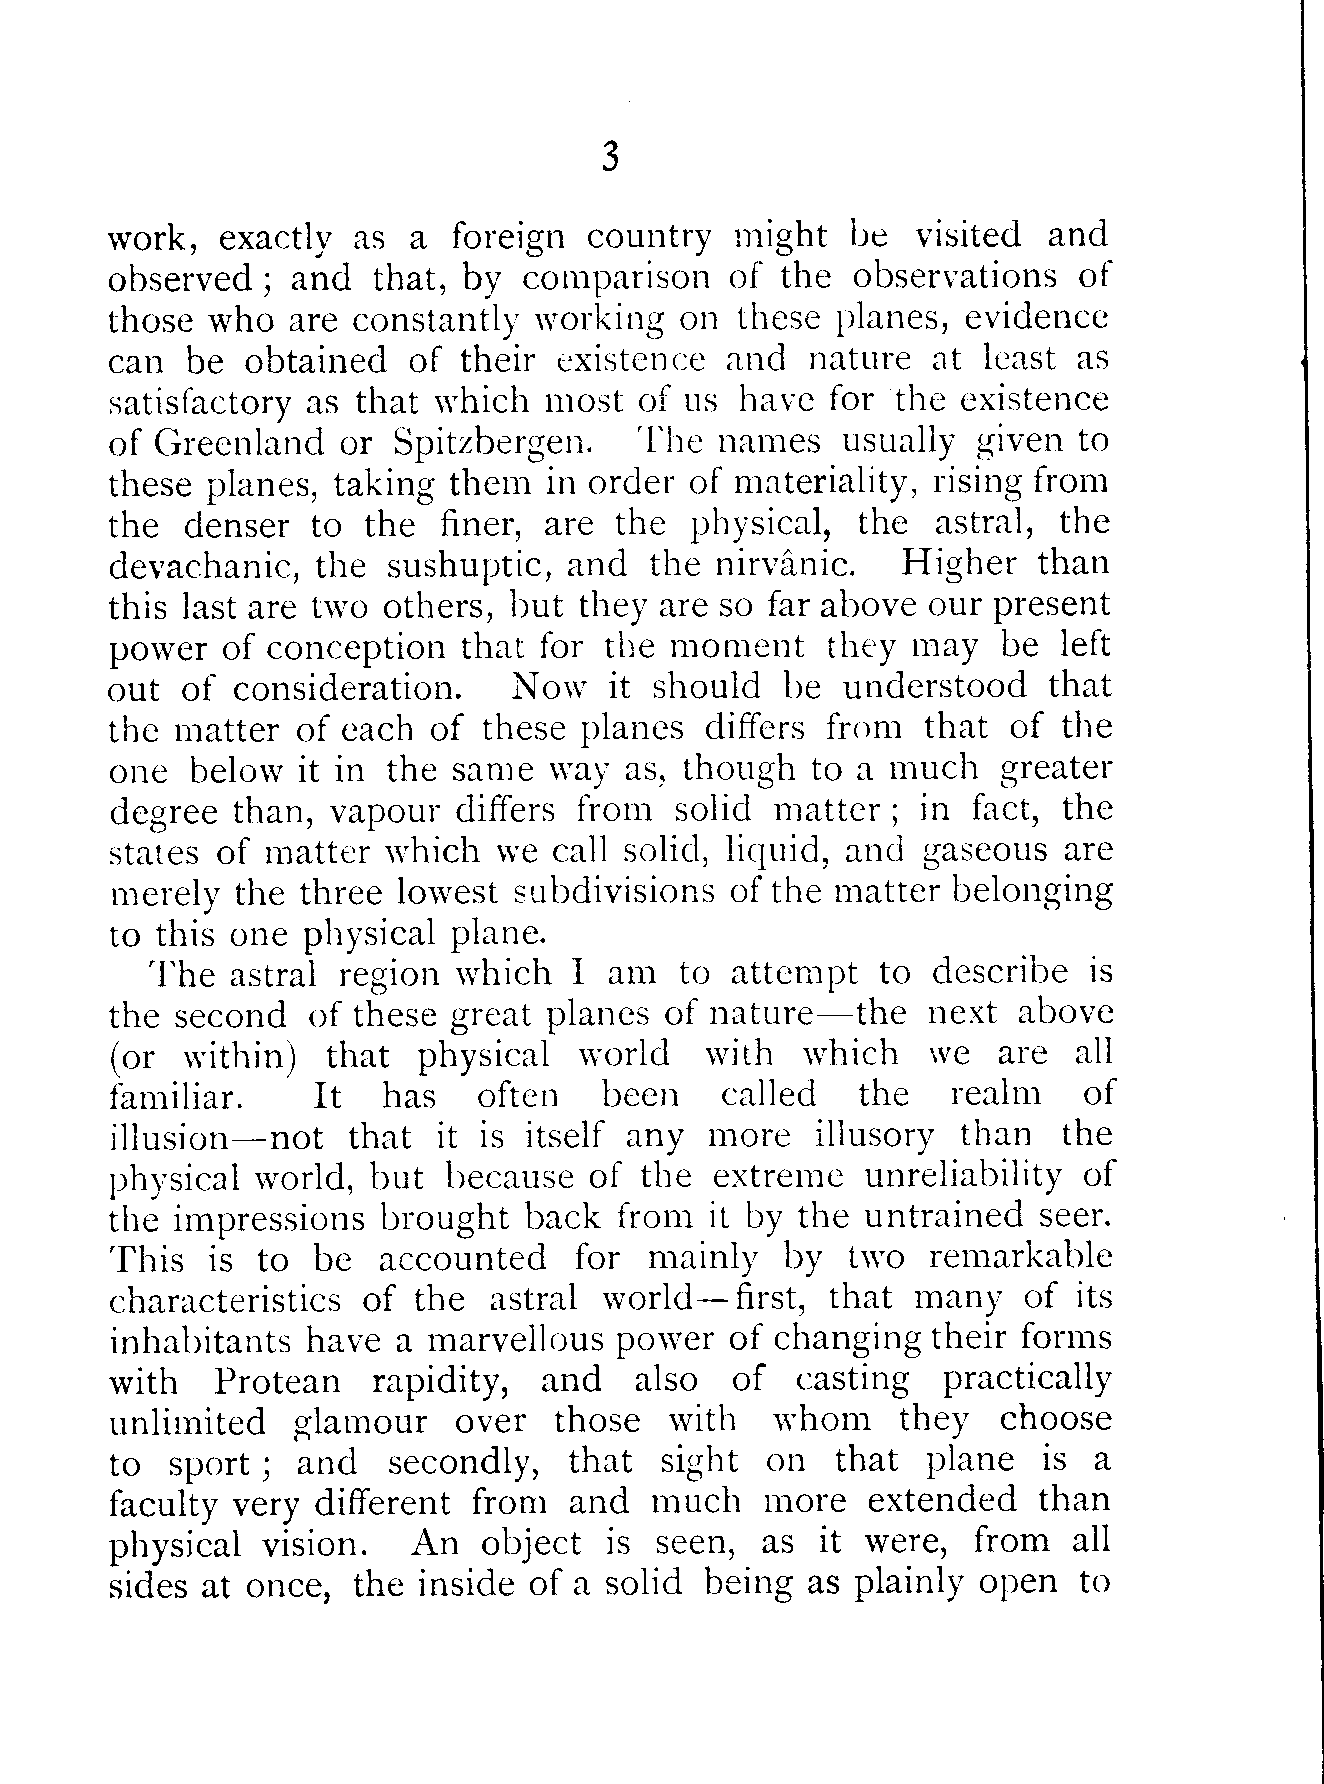 3
work, exactly as a foreign country might be visited and
observed ; and that, by comparison of the observations of
those who are constantly working on these planes, evidence
can be obtained of their existence and nature at least as
satisfactory as that which most of us have for the existence
of Greenland or Spitzbergen. The names usually given to
these planes, taking them in order of materiality, rising from
the denser to the finer, are the physical, the astral, the
devachanic, the sushuptic, and the nirvânic. Higher than
this last are two others, but they are so far above our present
power of conception that for the moment they may be left
out of consideration. Now it should be understood that
the matter of each of these planes differs from that of the
one below it in the same way as, though to a much greater
degree than, vapour differs from solid matter ; in fact, the
states of matter which we call solid, liquid, and gaseous are
merely the three lowest subdivisions of the matter belonging
to this one physical plane.
The astral region which I am to attempt to describe is
the second of these great planes of nature—the next above
(or within) that physical world with which we are all
familiar. It has often been called the realm of
illusion—not that it is itself any more illusory than the
physical world, but because of the extreme unreliability of
the impressions brought back from it by the untrained seer.
This is to be accounted for mainly by two remarkable
characteristics of the astral world—first, that many of its
inhabitants have a marvellous power of changing their forms
with Protean rapidity, and also of casting practically
unlimited glamour over those with whom they choose
to sport ; and secondly, that sight on that plane is a
faculty very different from and much more extended than
physical vision. An object is seen, as it were, from all
sides at once, the inside of a solid being as plainly open to